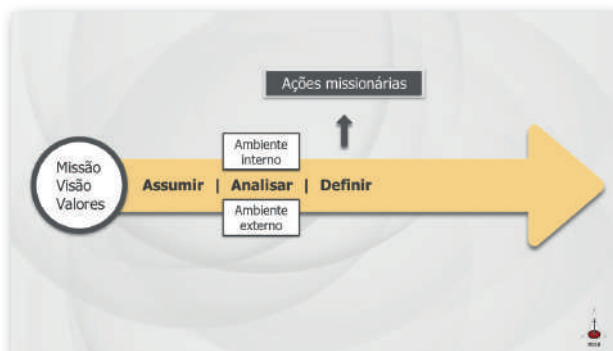 Ações missionárias
Ambiente
interno
Missão
Visão
Valores
Assumir | Analisar | Definir
Ambiente
externo